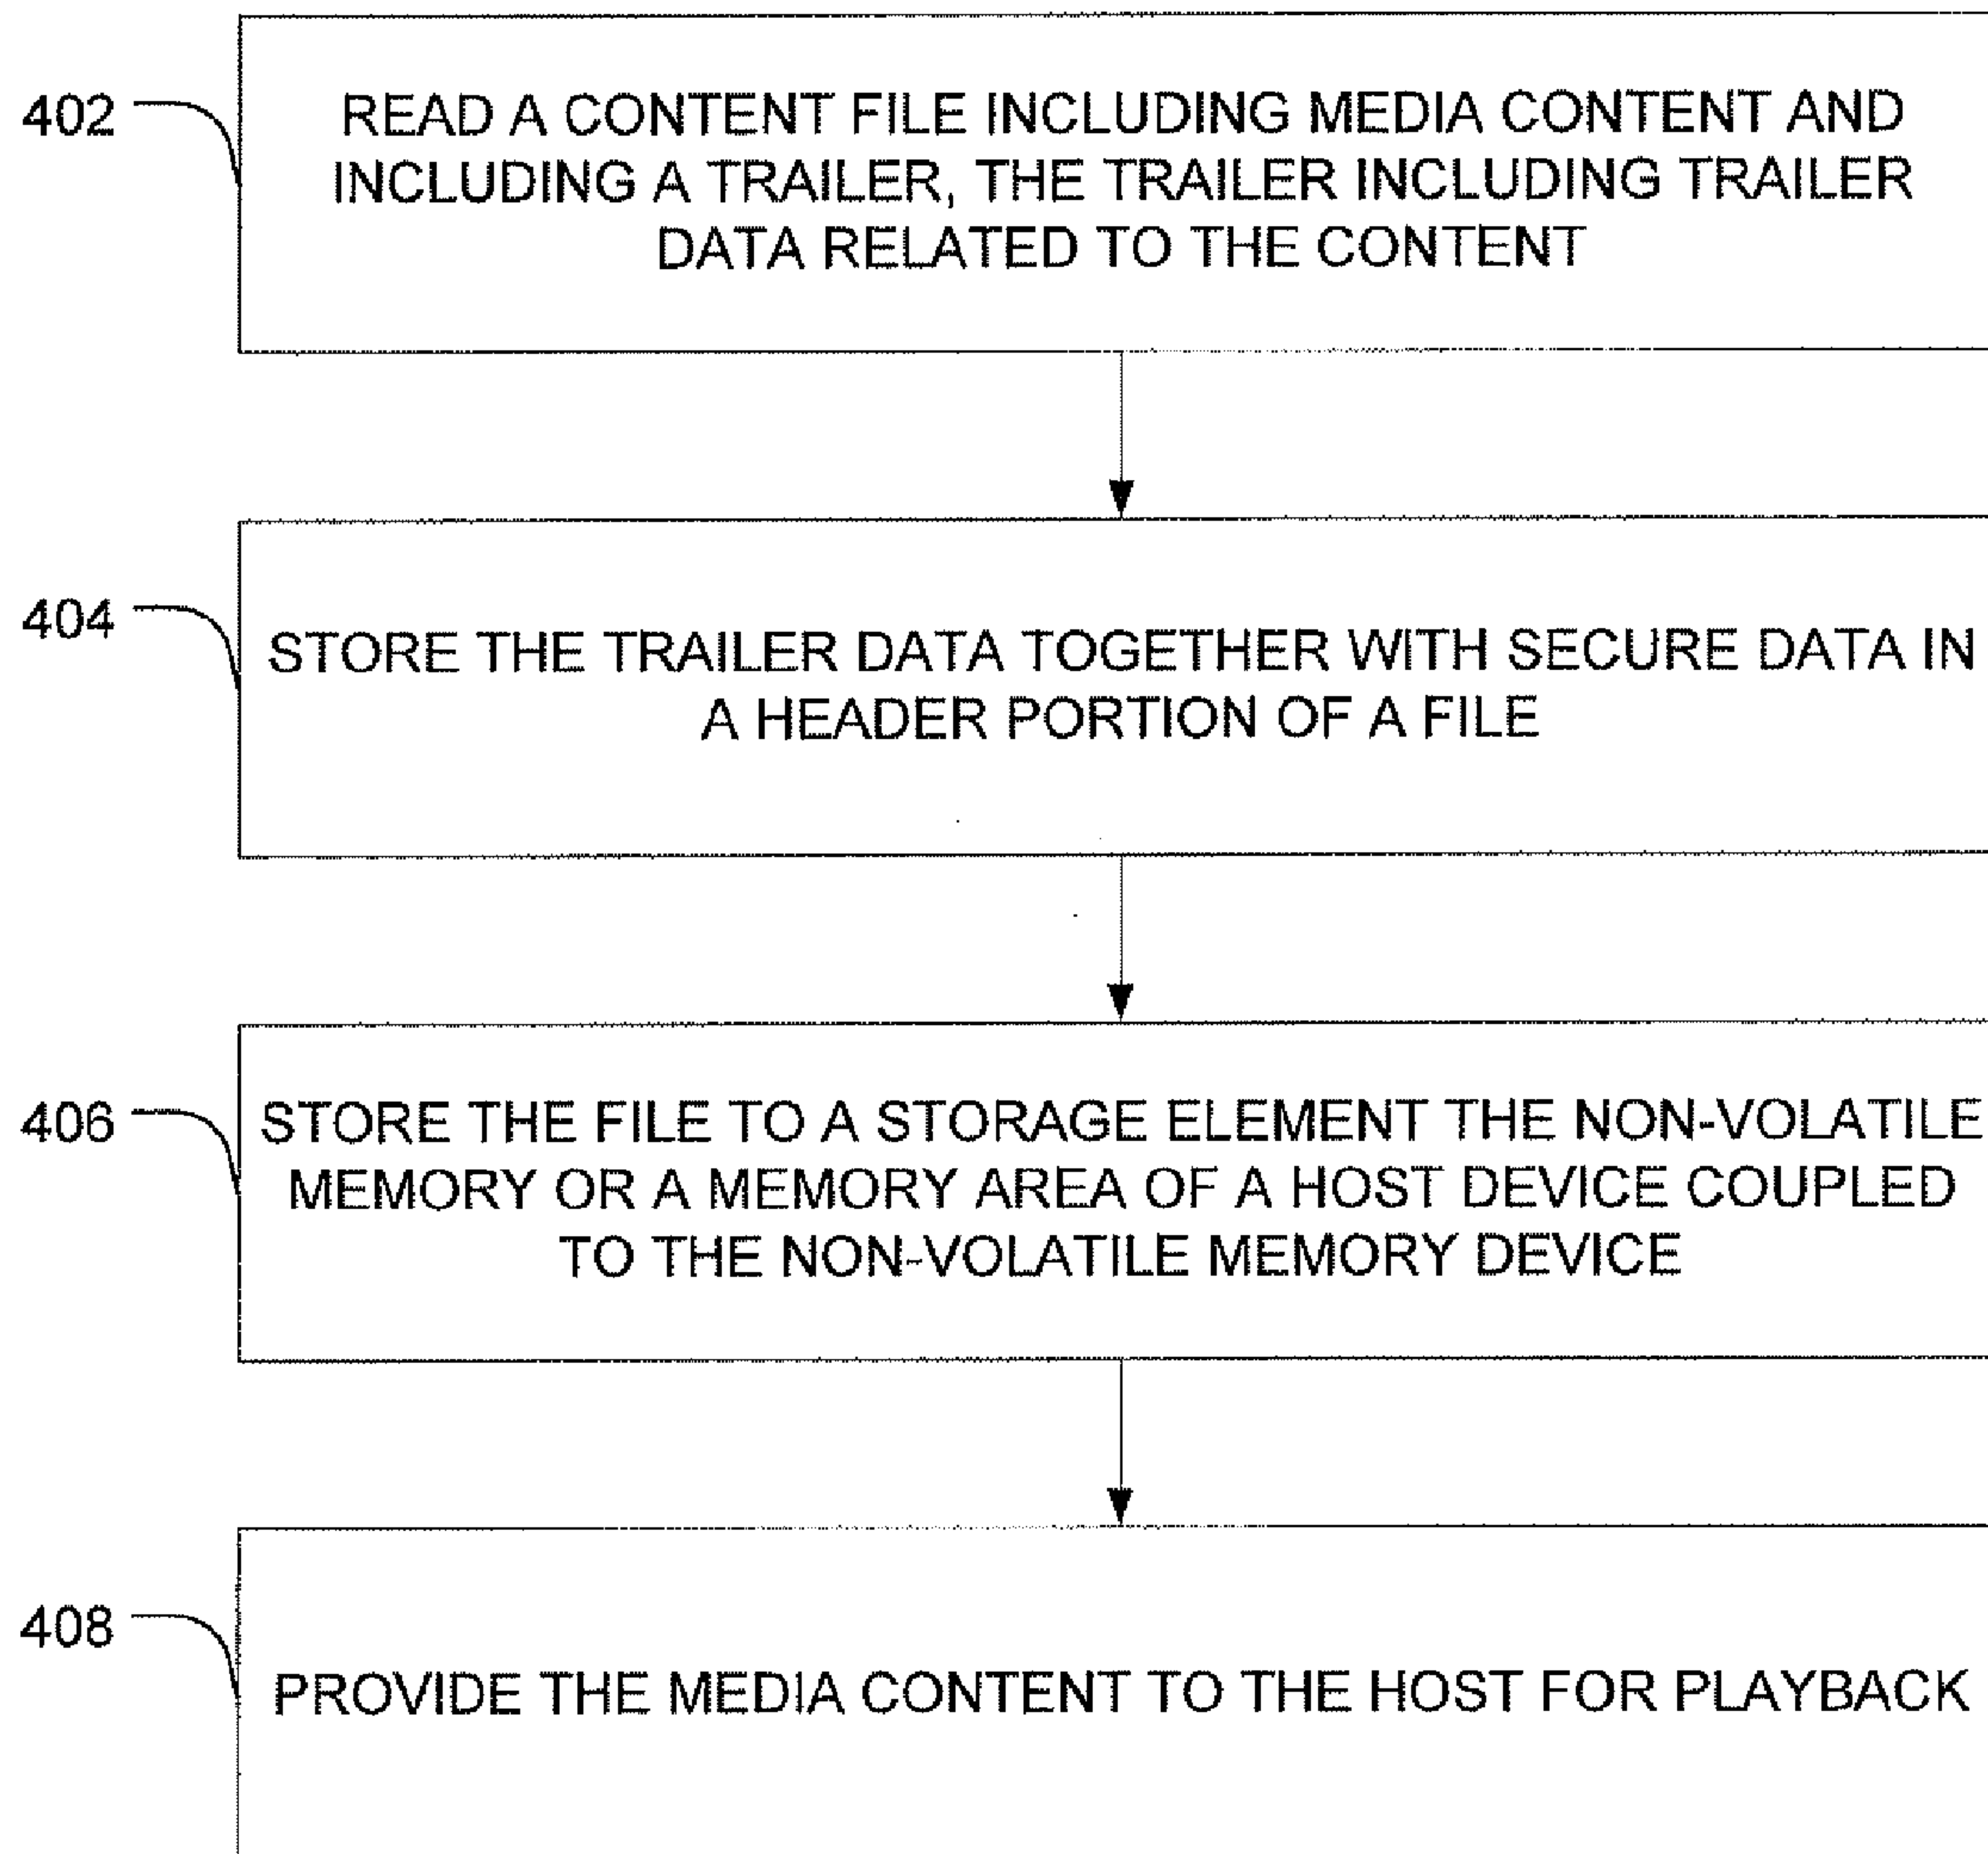 402
READ A CONTENT FILE INCLUDING MEDIA CONTENT AND
INCLUDING A TRAILER, THE TRAILER INCLUDING TRAILER
DATA RELATED TO THE CONTENT
404
STORE THE TRAILER DATA TOGETHER WITH SECURE DATA IN
A HEADER PORTION OF A FILE
406
STORE THE FILE TO A STORAGE ELEMENT THE NON-VOLATILE
MEMORY OR A MEMORY AREA OF A HOST DEVICE COUPLED
TO THE NON-VOLATILE MEMORY DEVICE
408
PROVIDE THE MEDIA CONTENT TO THE HOST FOR PLAYBACK